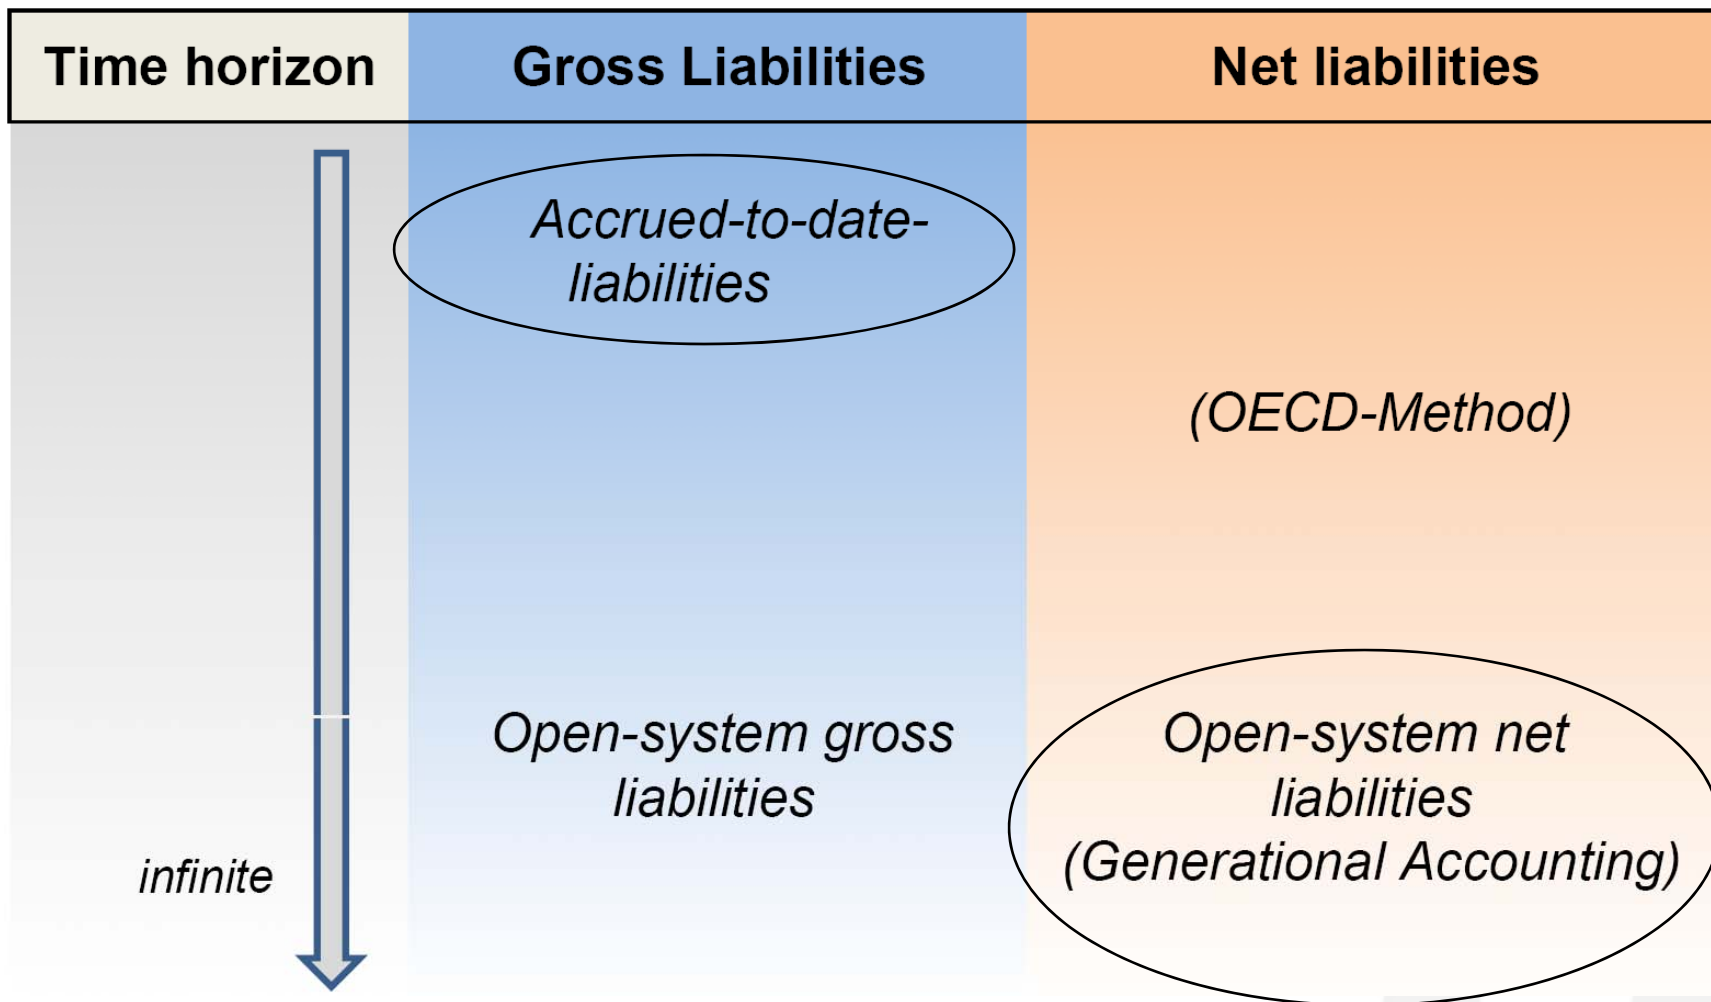 Time horizon
Gross Liabilities
Net liabilities
Accrued-to-date-
liabilities
(OECD-Method)
Open-system gross
liabilities
Open-system net
liabilities
(Generational Accounting)
infinite